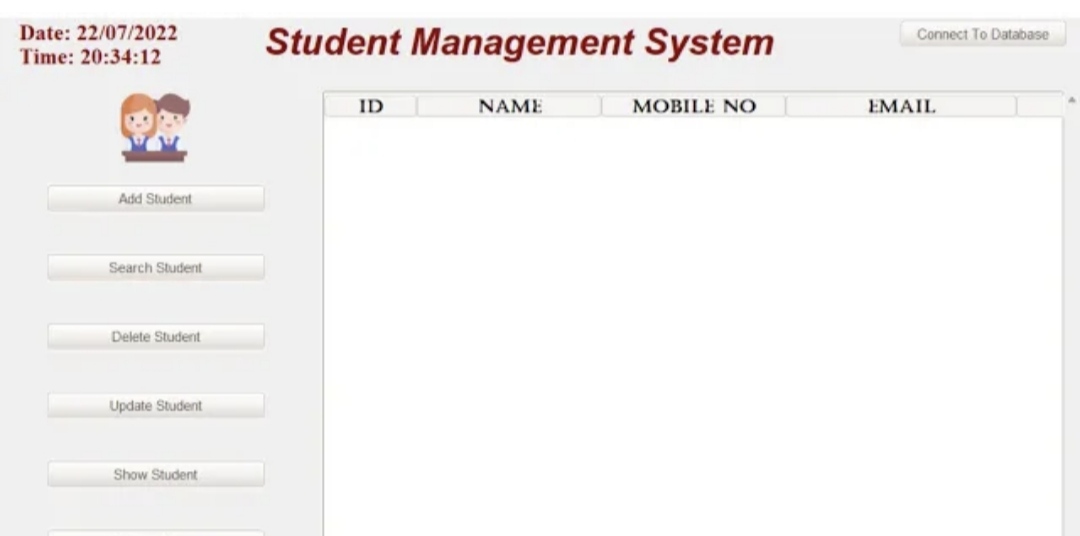 Date: 22/07/2022
Time: 20:34:12
Student Management System
Connect To Database
ID NAME MOBILE NO EMAIL
Add Student
Search Student
Delete Student
Update Student
Show Student